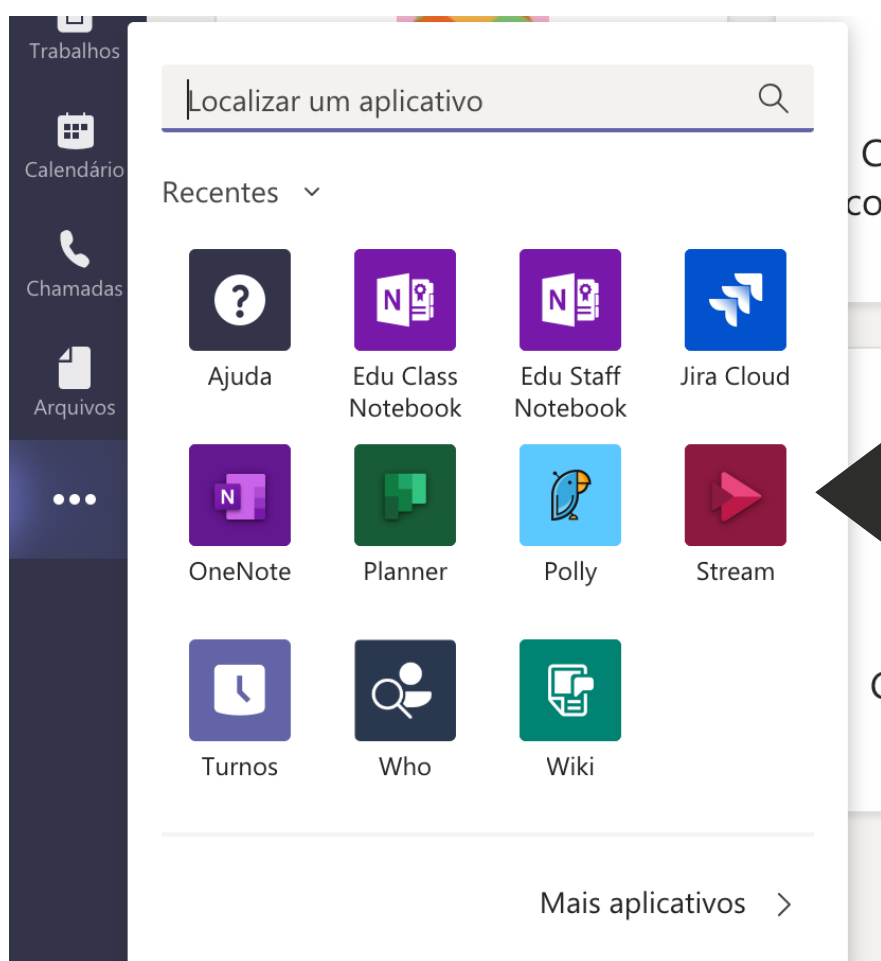 Trabalhos
Calendário
Chamadas
Arquivos
Localizar um aplicativo
Recentes
Ajuda
Edu Class
Notebook
Edu Staff
Notebook
Jira Cloud
OneNote
Planner
Polly
Stream
Turnos
Who
Wiki
Mais aplicativos